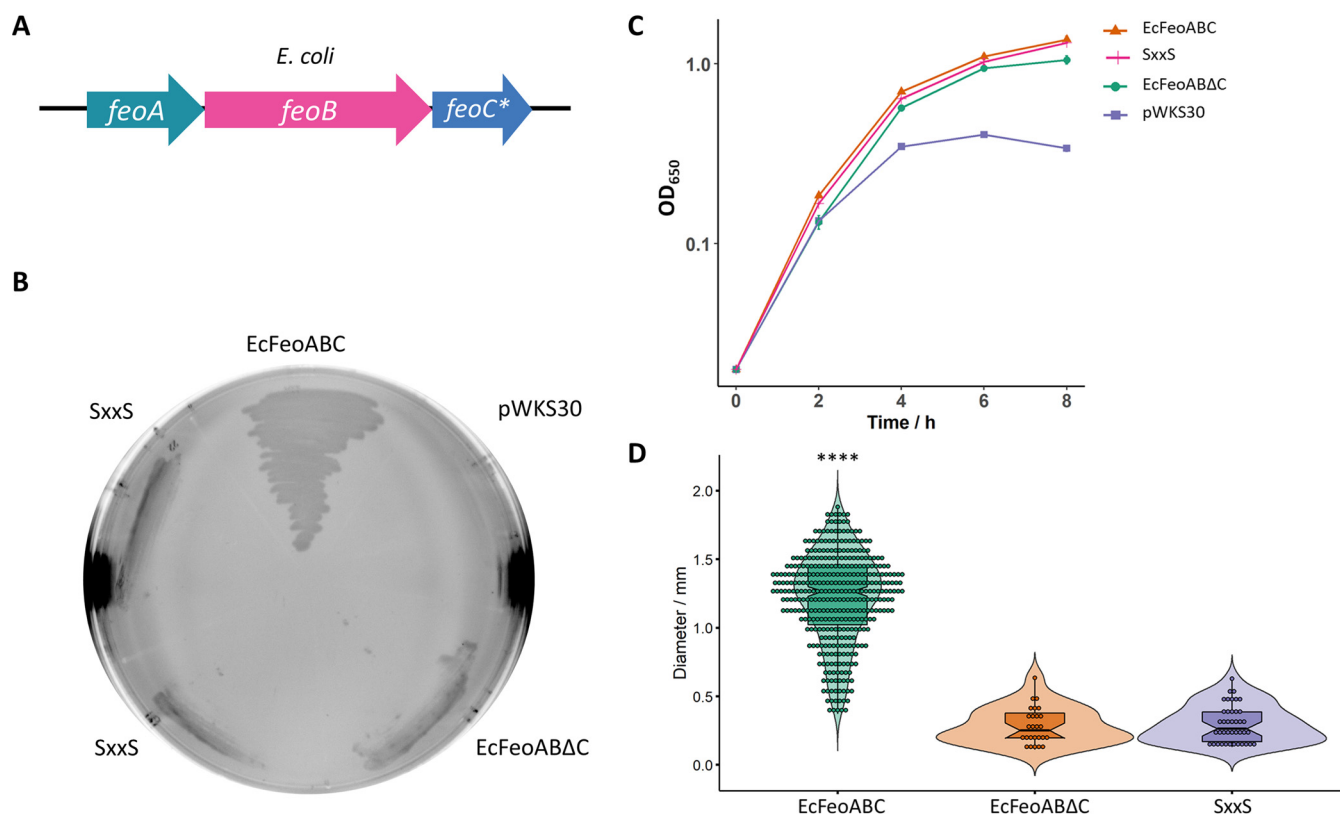 A
E. coli
feoA
feoB
feoC*
B
EcFeoABC
SxxS
pWKS30
SxxS
EcFeoABΔC
C
EcFeoABC
SxxS
EcFeoABΔC
pWKS30
1.0
0.1
OD650
0 2 4 6 8
Time / h
D
****
2.0
1.5
1.0
0.5
0.0
Diameter / mm
EcFeoABC EcFeoABΔC SxxS